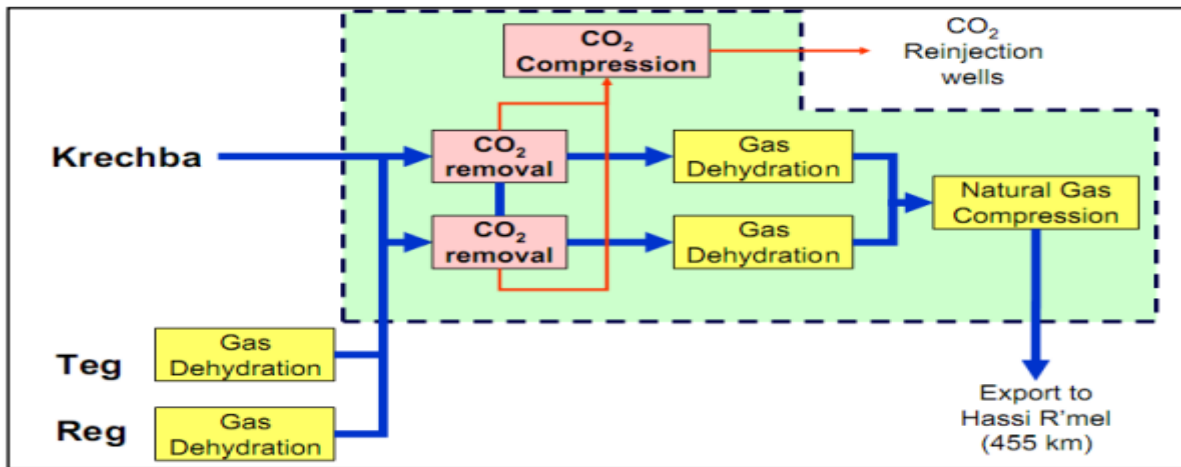 CO₂
Compression
CO₂
Reinjection
wells
Krechba
CO₂
removal
Gas
Dehydration
Natural Gas
Compression
CO₂
removal
Gas
Dehydration
Teg
Gas
Dehydration
Reg
Gas
Dehydration
Export to
Hassi R'mel
(455 km)